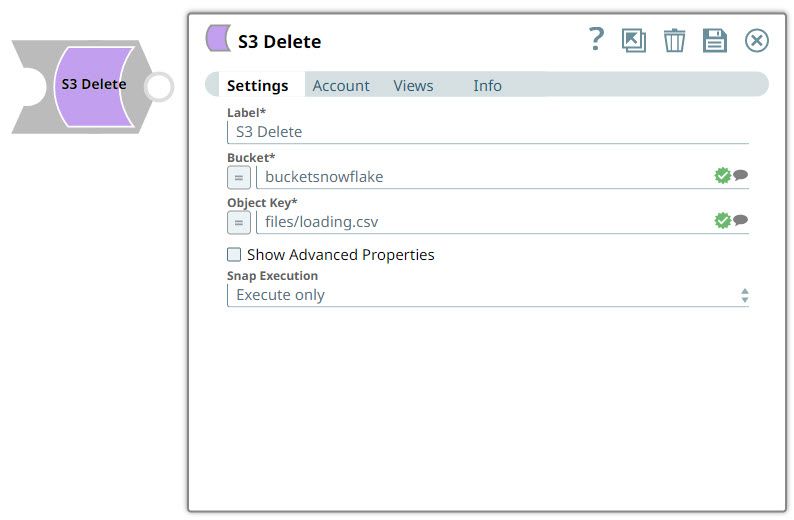 S3 Delete
S3 Delete
?
Settings Account Views Info
Label*
S3 Delete
Bucket*
= bucketsnowflake
Object Key*
= files/loading.csv
Show Advanced Properties
Snap Execution
Execute only